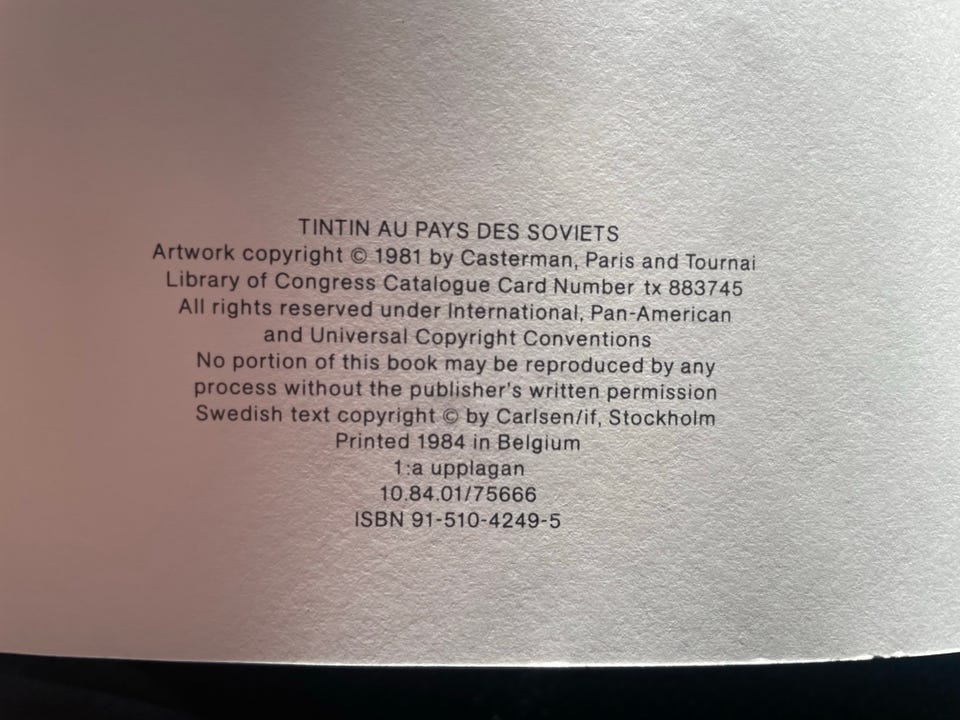 TINTIN AU PAYS DES SOVIETS
Artwork copyright © 1981 by Casterman, Paris and Tournai
Library of Congress Catalogue Card Number tx 883745
All rights reserved under International, Pan-American
and Universal Copyright Conventions
No portion of this book may be reproduced by any
process without the publisher's written permission
Swedish text copyright © by Carlsen/if, Stockholm
Printed 1984 in Belgium
1:a upplagan
10.84.01/75666
ISBN 91-510-4249-5